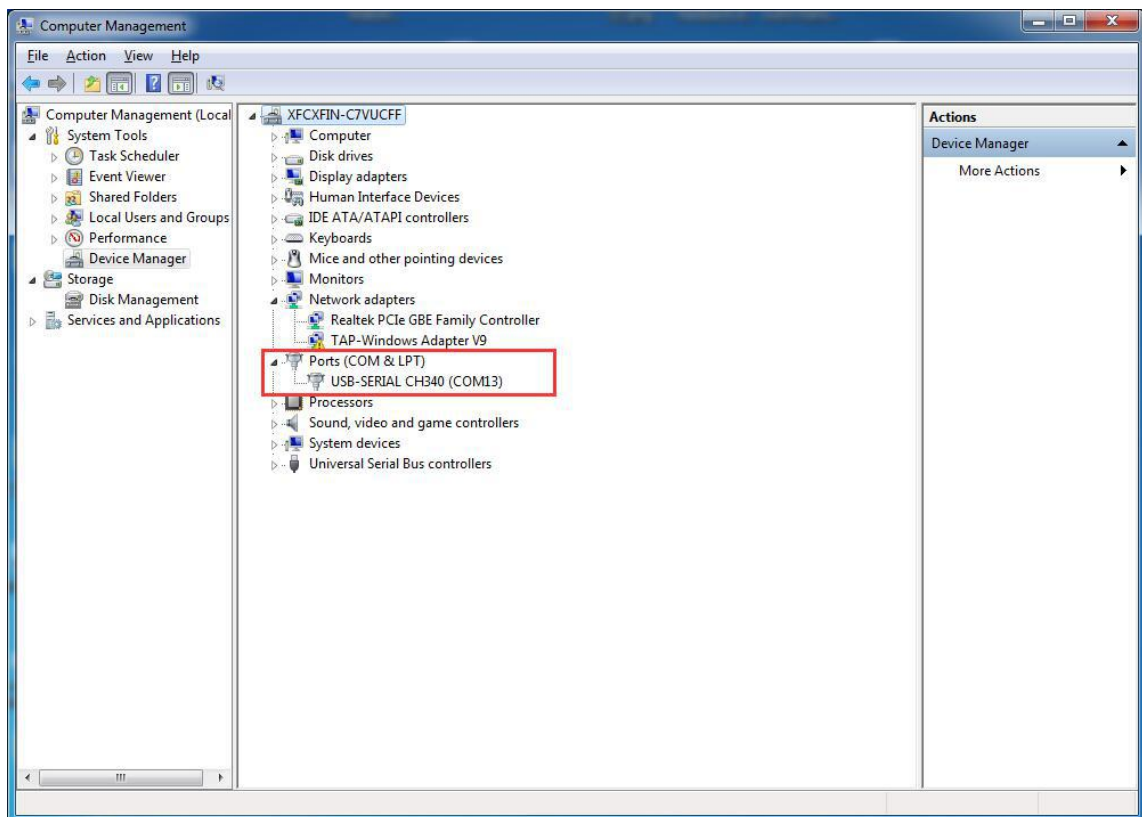 Computer Management
File Action View Help
Computer Management (Local
System Tools
Task Scheduler
Event Viewer
Shared Folders
Local Users and Groups
Performance
Device Manager
Storage
Disk Management
Services and Applications
XFCXFIN-C7VUCFF
Computer
Disk drives
Display adapters
Human Interface Devices
IDE ATA/ATAPI controllers
Keyboards
Mice and other pointing devices
Monitors
Network adapters
Realtek PCIe GBE Family Controller
TAP-Windows Adapter V9
Ports (COM & LPT)
USB-SERIAL CH340 (COM13)
Processors
Sound, video and game controllers
System devices
Universal Serial Bus controllers
Actions
Device Manager
More Actions